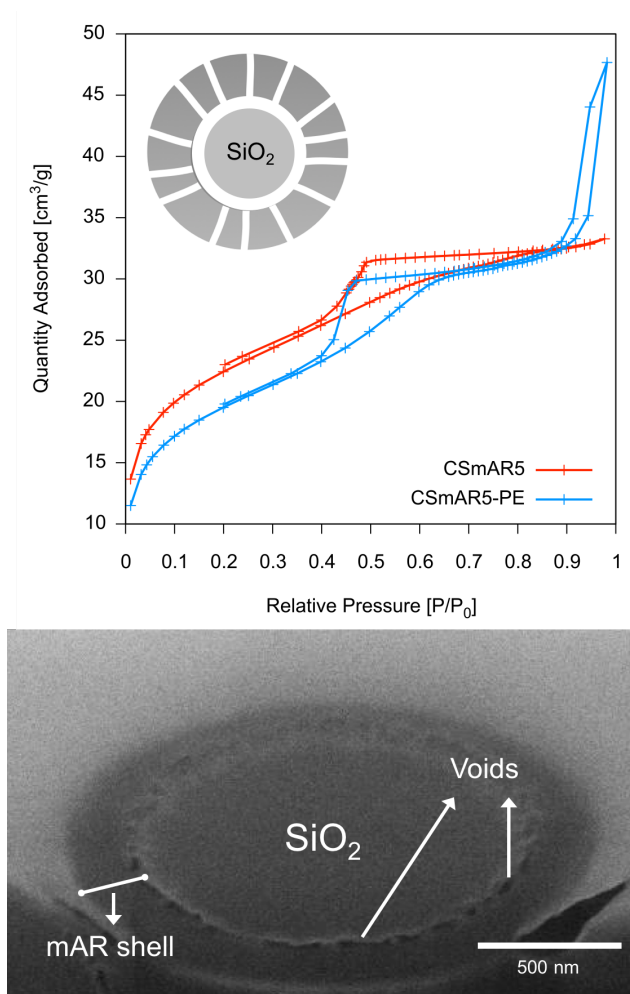 50
45
40
35
30
25
20
15
10
Quantity Adsorbed [cm³/g]
SiO₂
CSmAR5
CSmAR5-PE
0 0.1 0.2 0.3 0.4 0.5 0.6 0.7 0.8 0.9 1
Relative Pressure [P/P₀]
Voids
SiO₂
mAR shell
500 nm